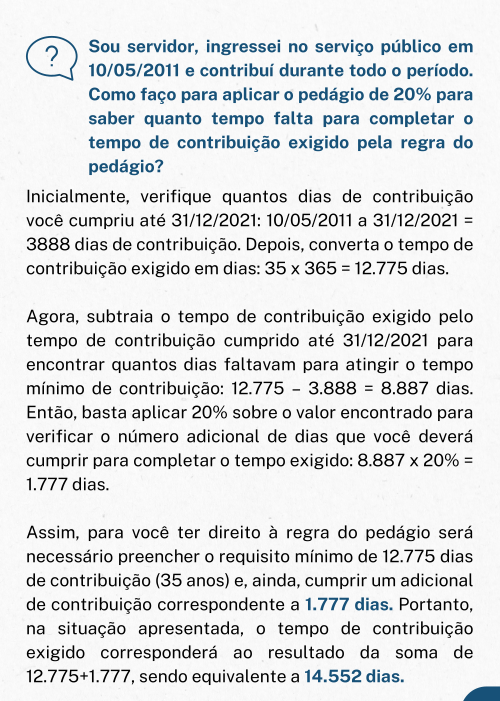 ?
Sou servidor, ingressei no serviço público em
10/05/2011 e contribuí durante todo o período.
Como faço para aplicar o pedágio de 20% para
saber quanto tempo falta para completar o
tempo de contribuição exigido pela regra do
pedágio?
Inicialmente, verifique quantos dias de contribuição
você cumpriu até 31/12/2021: 10/05/2011 a 31/12/2021 =
3888 dias de contribuição. Depois, converta o tempo de
contribuição exigido em dias: 35 x 365 = 12.775 dias.
Agora, subtraia o tempo de contribuição exigido pelo
tempo de contribuição cumprido até 31/12/2021 para
encontrar quantos dias faltavam para atingir o tempo
mínimo de contribuição: 12.775 – 3.888 = 8.887 dias.
Então, basta aplicar 20% sobre o valor encontrado para
verificar o número adicional de dias que você deverá
cumprir para completar o tempo exigido: 8.887 x 20% =
1.777 dias.
Assim, para você ter direito à regra do pedágio será
necessário preencher o requisito mínimo de 12.775 dias
de contribuição (35 anos) e, ainda, cumprir um adicional
de contribuição correspondente a 1.777 dias. Portanto,
na situação apresentada, o tempo de contribuição
exigido corresponderá ao resultado da soma de
12.775+1.777, sendo equivalente a 14.552 dias.